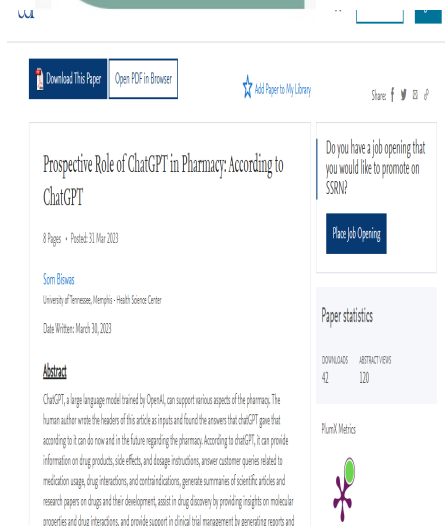 Download This Paper
Open PDF in Browser
Add Paper to My Library
Share:
Do you have a job opening that
you would like to promote on
SSRN?
Place Job Opening
Prospective Role of ChatGPT in Pharmacy: According to
ChatGPT
8 Pages • Posted: 31 Mar 2023
Som Biswas
University of Tennesee, Memphis - Health Science Center
Date Written: March 30, 2023
Abstract
ChatGPT, a large language model trained by OpenAI, can support various aspects of the pharmacy. The
human author wrote the headers of this article as inputs and found the answers that chatGPT gave that
according to it can do now and in the future regarding the pharmacy. According to chatGPT, it can provide
information on drug products, side effects, and dosage instructions, answer customer queries related to
medication usage, drug interactions, and contraindications, generate summaries of scientific articles and
research papers on drugs and their development, assist in drug discovery by providing insights on molecular
properties and drug interactions, and provide support in clinical trial management by generating reports and
Paper statistics
DOWNLOADS ABSTRACT VIEWS
42 120
PlumX Metrics